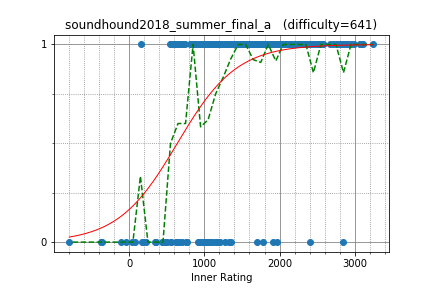 soundhound2018_summer_final_a (difficulty=641)
1
0
0 1000 2000 3000
Inner Rating